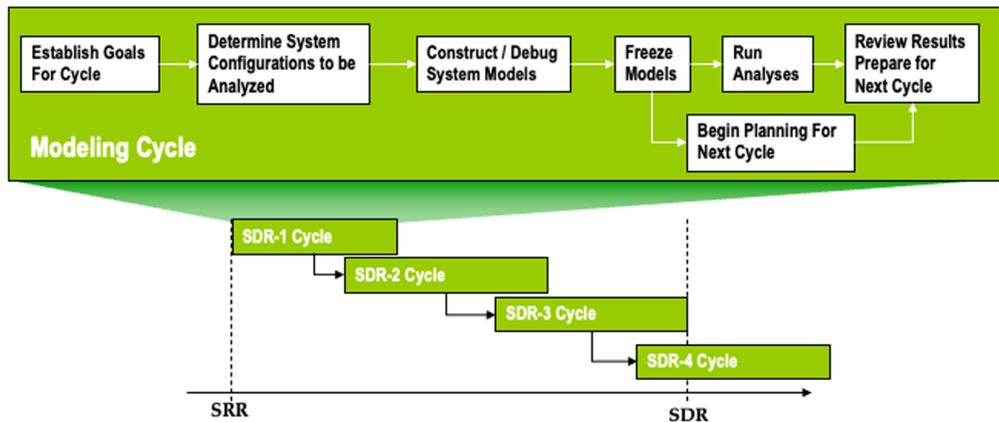 Establish Goals
For Cycle
Determine System
Configurations to be
Analyzed
Construct / Debug
System Models
Freeze
Models
Run
Analyses
Review Results
Prepare for
Next Cycle
Begin Planning For
Next Cycle
Modeling Cycle
SDR-1 Cycle
SDR-2 Cycle
SDR-3 Cycle
SDR-4 Cycle
SRR
SDR